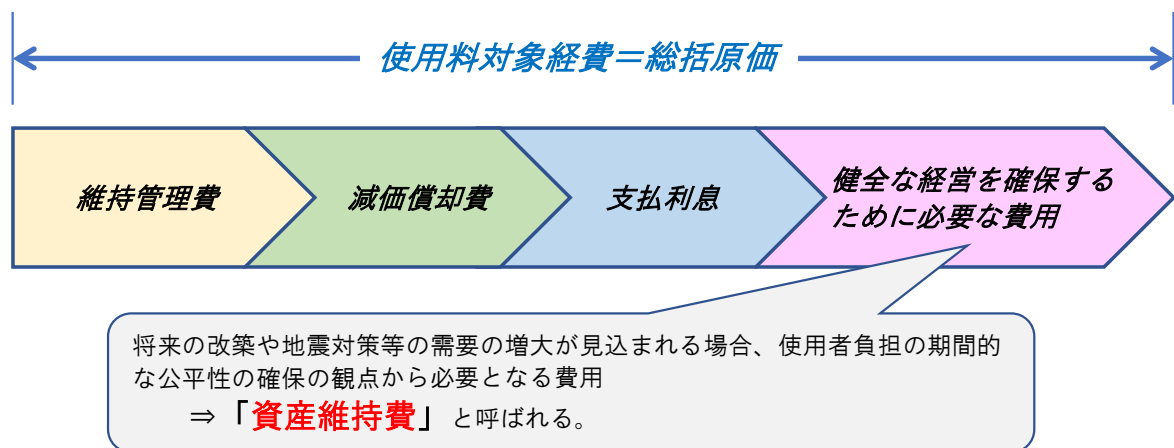 使用料対象経費＝総括原価
維持管理費
減価償却費
支払利息
健全な経営を確保する
ために必要な費用
将来の改築や地震対策等の需要の増大が見込まれる場合、使用者負担の期間的
な公平性の確保の観点から必要となる費用
⇒「資産維持費」と呼ばれる。